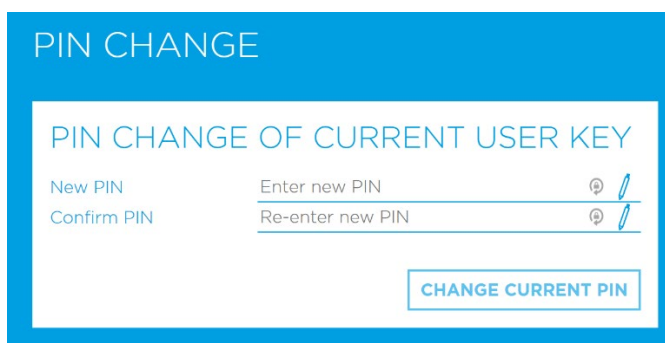 PIN CHANGE
PIN CHANGE OF CURRENT USER KEY
New PIN Enter new PIN
Confirm PIN Re-enter new PIN
CHANGE CURRENT PIN